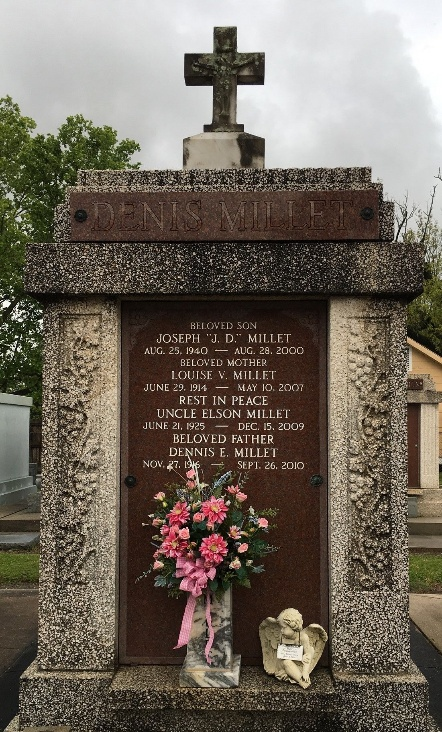 DENIS MILLET
BELOVED SON
JOSEPH "J. D." MILLET
AUG. 25, 1940 — AUG. 28, 2000
BELOVED MOTHER
LOUISE V. MILLET
JUNE 29, 1914 — MAY 10, 2007
REST IN PEACE
UNCLE ELSON MILLET
JUNE 21, 1925 — DEC. 15, 2009
BELOVED FATHER
DENNIS E. MILLET
NOV. 27, — SEPT. 26, 2010